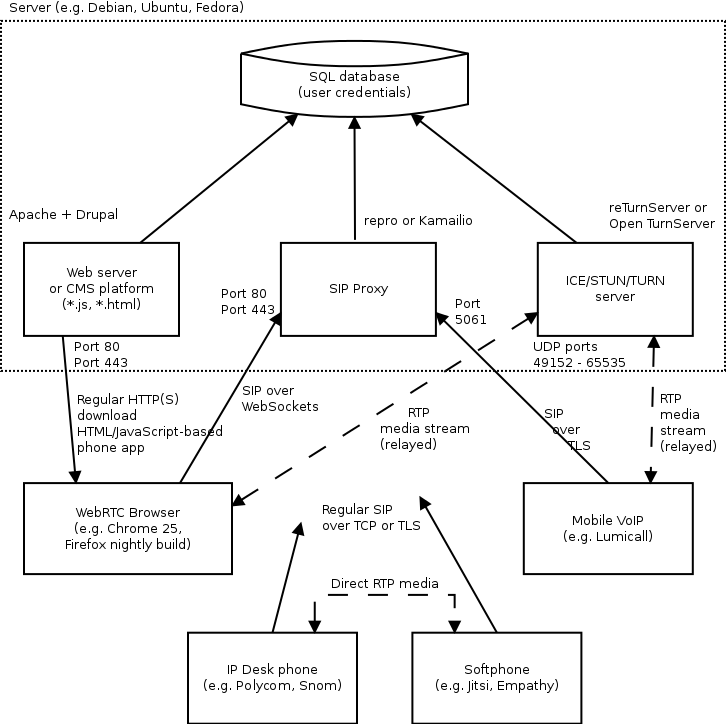 Server (e.g. Debian, Ubuntu, Fedora)
SQL database
(user credentials)
Apache + Drupal
repro or Kamailio
reTurnServer or
Open TurnServer
Web server
or CMS platform
(*.js, *.html)
SIP Proxy
ICE/STUN/TURN
server
Port 80
Port 443
Port
5061
Port 80
Port 443
UDP ports
49152 - 65535
Regular HTTP(S)
download
HTML/JavaScript-based
phone app
SIP over
WebSockets
RTP
media stream
(relayed)
SIP
over
TLS
RTP
media
stream
(relayed)
WebRTC Browser
(e.g. Chrome 25,
Firefox nightly build)
Regular SIP
over TCP or TLS
Mobile VoIP
(e.g. Lumicall)
Direct RTP media
IP Desk phone
(e.g. Polycom, Snom)
Softphone
(e.g. Jitsi, Empathy)